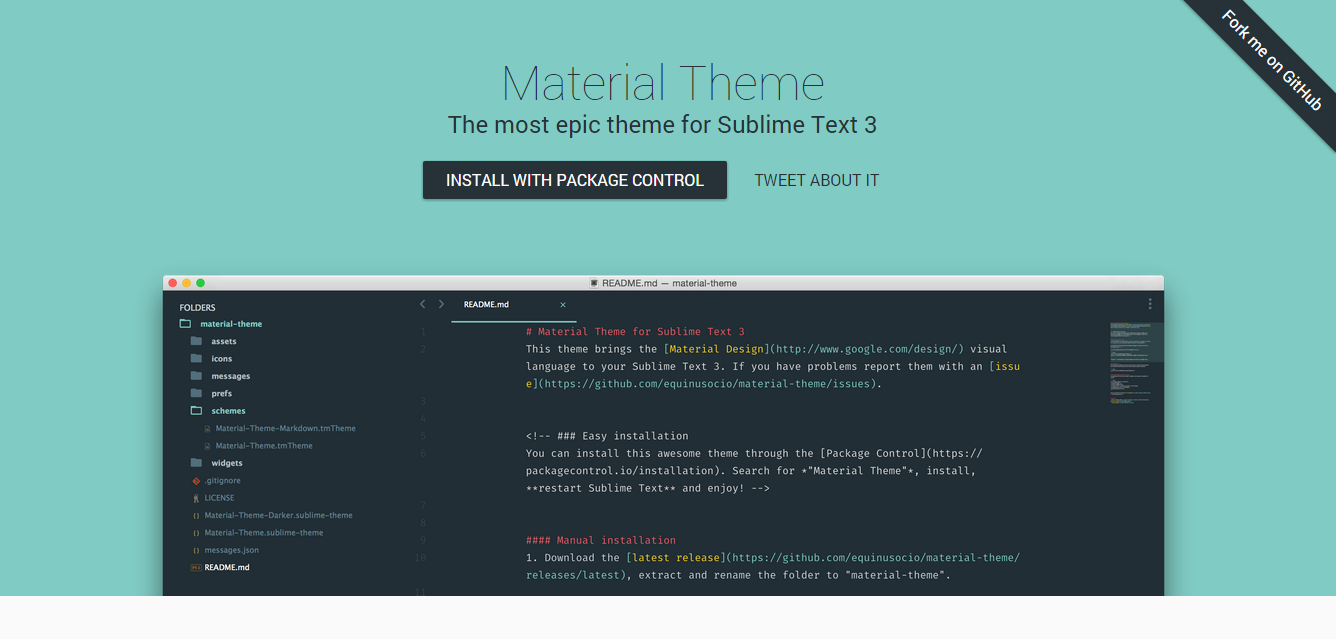 Fork me on GitHub
Material Theme
The most epic theme for Sublime Text 3
INSTALL WITH PACKAGE CONTROL
TWEET ABOUT IT
README.md — material-theme
FOLDERS
material-theme
assets
icons
messages
prefs
schemes
Material-Theme-Markdown.tmTheme
Material-Theme.tmTheme
widgets
.gitignore
LICENSE
Material-Theme-Darker.sublime-theme
Material-Theme.sublime-theme
messages.json
README.md
README.md ×
1 # Material Theme for Sublime Text 3
2 This theme brings the [Material Design](http://www.google.com/design/) visual
language to your Sublime Text 3. If you have problems report them with an [issu
e](https://github.com/equinusocio/material-theme/issues).
3
4
5 <!-- ### Easy installation
6 You can install this awesome theme through the [Package Control](https://
packagecontrol.io/installation). Search for *"Material Theme"*, install,
**restart Sublime Text** and enjoy! -->
7
8
9 #### Manual installation
10 1. Download the [latest release](https://github.com/equinusocio/material-theme/
releases/latest), extract and rename the folder to "material-theme".
11